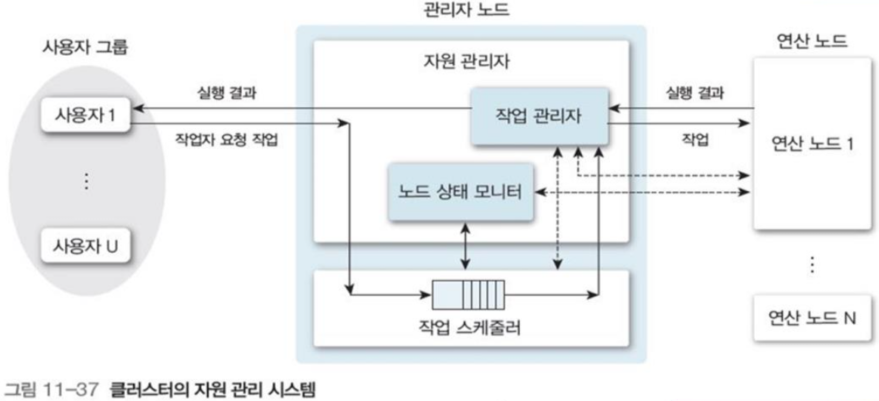 관리자 노드
사용자 그룹
자원 관리자
연산 노드
실행 결과
실행 결과
사용자 1
작업 관리자
작업자 요청 작업
작업
연산 노드 1
⋮
노드 상태 모니터
사용자 U
⋮
작업 스케줄러
연산 노드 N
그림 11-37 클러스터의 자원 관리 시스템